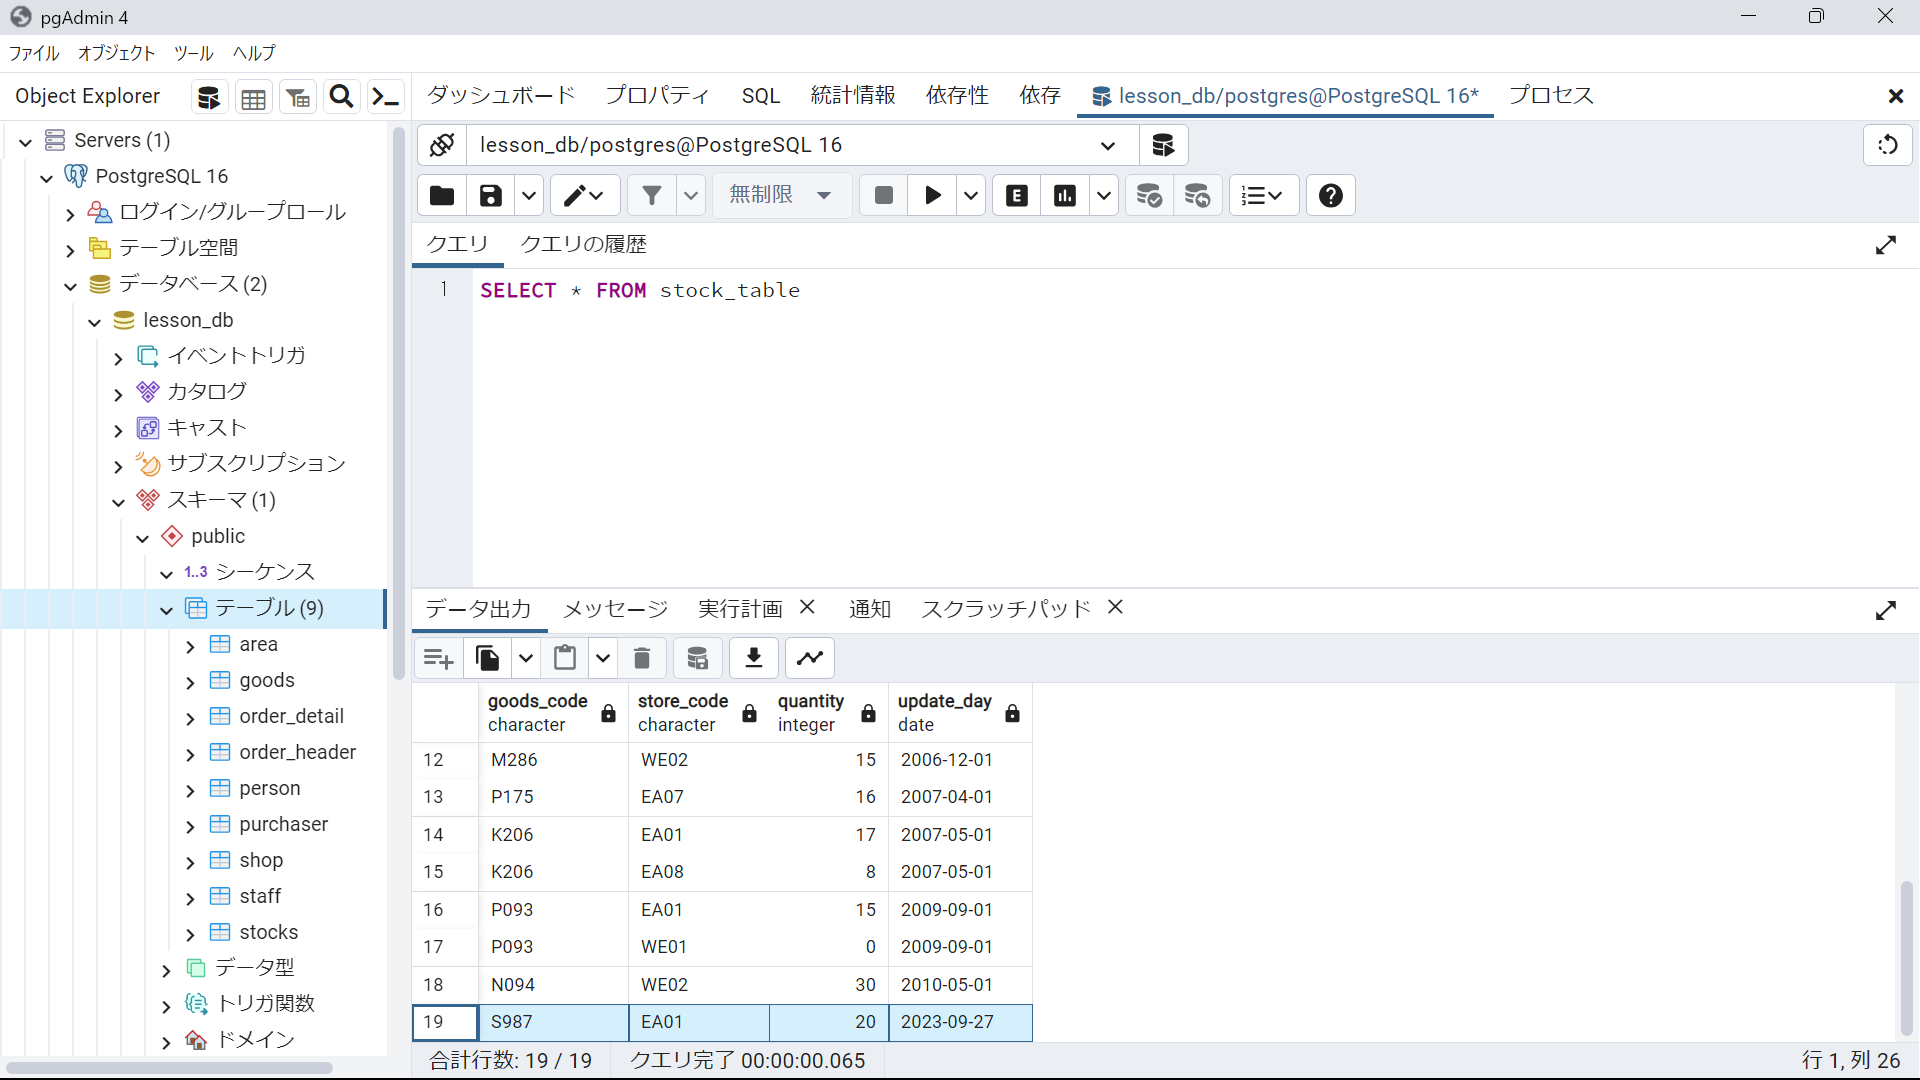 pgAdmin 4
ファイル オブジェクト ツール ヘルプ
Object Explorer
ダッシュボード プロパティ SQL 統計情報 依存性 依存 lesson_db/postgres@PostgreSQL 16* プロセス
Servers (1)
PostgreSQL 16
ログイン/グループロール
テーブル空間
データベース (2)
lesson_db
イベントトリガ
カタログ
キャスト
サブスクリプション
スキーマ (1)
public
1..3 シーケンス
テーブル (9)
area
goods
order_detail
order_header
person
purchaser
shop
staff
stocks
データ型
トリガ関数
ドメイン
lesson_db/postgres@PostgreSQL 16
無制限 E
クエリ クエリの履歴
1 SELECT * FROM stock_table
データ出力 メッセージ 実行計画 通知 スクラッチパッド
goods_code store_code quantity update_day
character character integer date
12 M286 WE02 15 2006-12-01
13 P175 EA07 16 2007-04-01
14 K206 EA01 17 2007-05-01
15 K206 EA08 8 2007-05-01
16 P093 EA01 15 2009-09-01
17 P093 WE01 0 2009-09-01
18 N094 WE02 30 2010-05-01
19 S987 EA01 20 2023-09-27
合計行数: 19 / 19 クエリ完了 00:00:00.065 行 1, 列 26